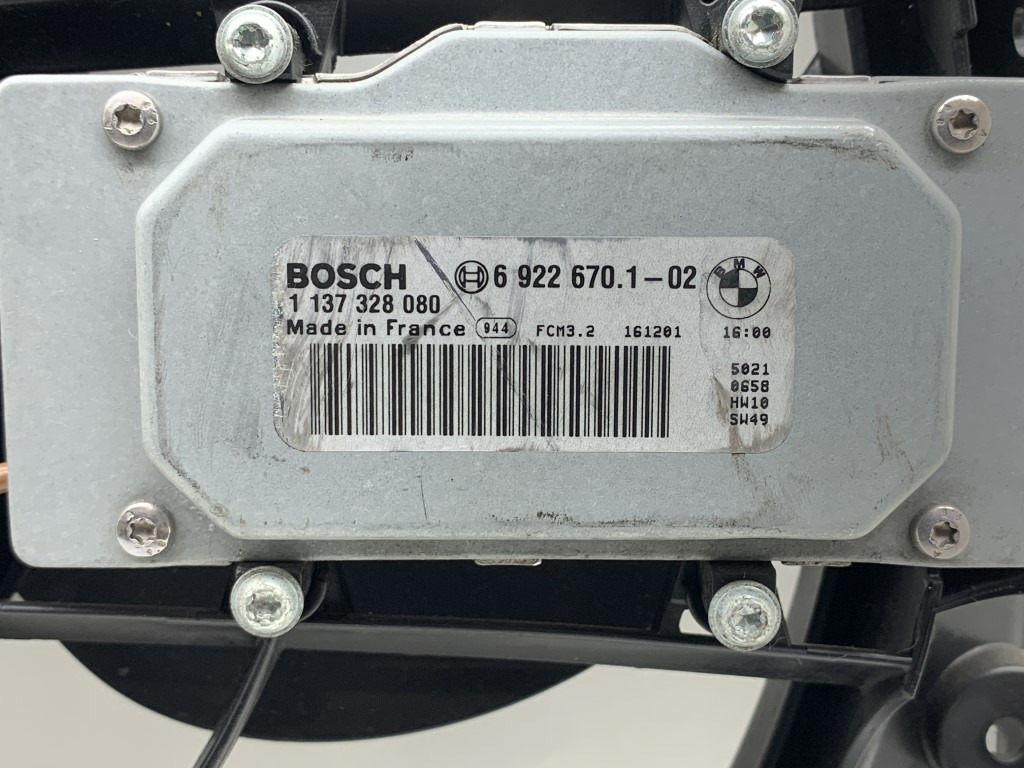 BOSCH 6 922 670.1-02 BMW
1 137 328 080
Made in France 944 FCM3.2 161201 16:00
5021
0658
HW10
SW49